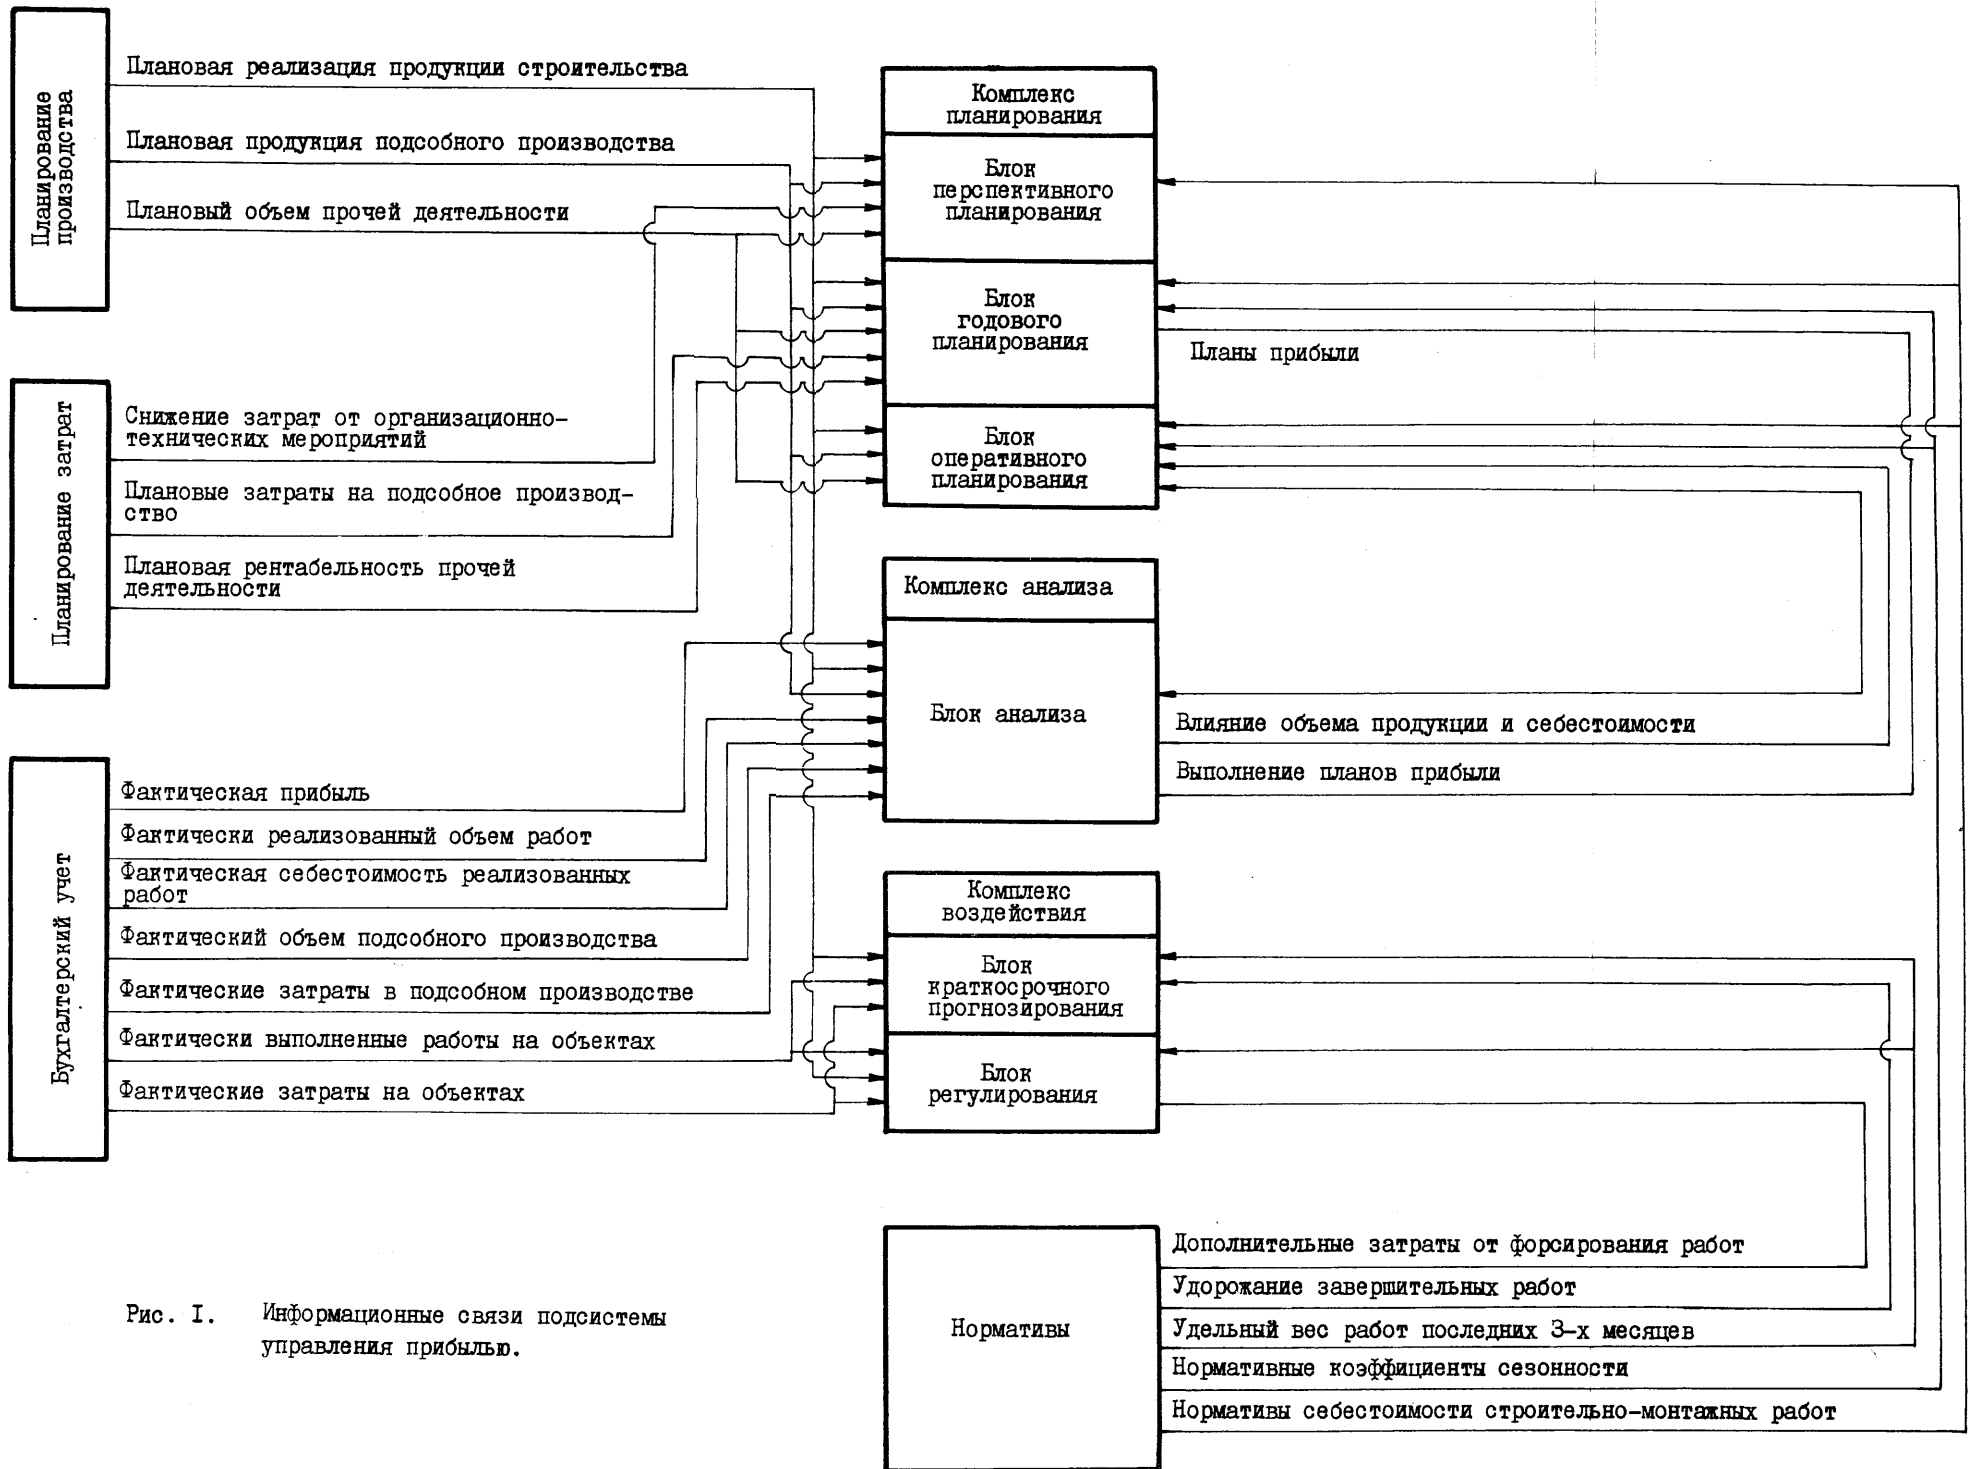 Планирование
производства
Плановая реализация продукции строительства
Плановая продукция подсобного производства
Плановый объем прочей деятельности
Планирование затрат
Снижение затрат от организационно-
технических мероприятий
Плановые затраты на подсобное производ-
ство
Плановая рентабельность прочей
деятельности
Бухгалтерский учет
Фактическая прибыль
Фактически реализованный объем работ
Фактическая себестоимость реализованных
работ
Фактический объем подсобного производства
Фактические затраты в подсобном производстве
Фактически выполненные работы на объектах
Фактические затраты на объектах
Комплекс
планирования
Блок
перспективного
планирования
Блок
годового
планирования
Планы прибыли
Блок
оперативного
планирования
Комплекс анализа
Блок анализа
Влияние объема продукции и себестоимости
Выполнение планов прибыли
Комплекс
воздействия
Блок
краткосрочного
прогнозирования
Блок
регулирования
Нормативы
Дополнительные затраты от форсирования работ
Удорожание завершительных работ
Удельный вес работ последних 3-х месяцев
Нормативные коэффициенты сезонности
Нормативы себестоимости строительно-монтажных работ
Рис. I. Информационные связи подсистемы
управления прибылью.